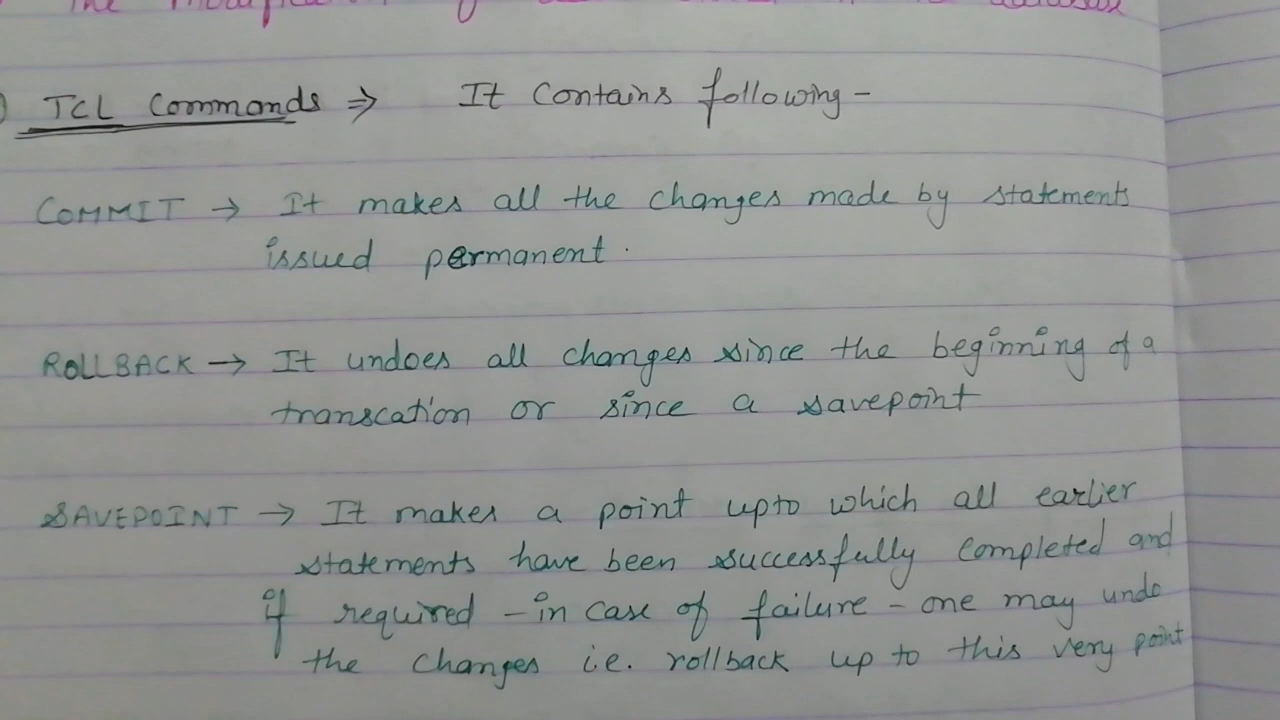 the
) TCL Commands ⇒ It Contains following -
COMMIT → It makes all the changes made by statements
issued permanent.
ROLLBACK → It undoes all changes since the beginning of a
transcation or since a savepoint
SAVEPOINT → It makes a point upto which all earlier
statements have been successfully completed and
if required - in case of failure - one may undo
the changes i.e. rollback up to this very point